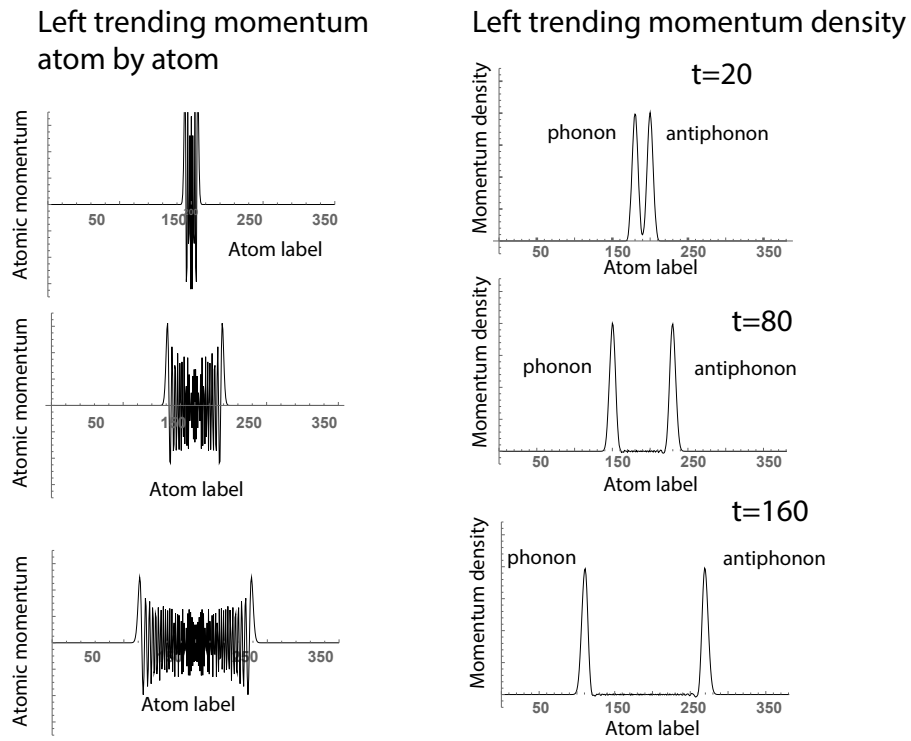 Left trending momentum
atom by atom
Atomic momentum
50
150
250
350
Atom label
Atomic momentum
150
250
350
Atom label
Atomic momentum
50
250
350
Atom label
Left trending momentum density
t=20
Momentum density
phonon
antiphonon
50
150
250
350
Atom label
t=80
Momentum density
phonon
antiphonon
50
150
250
350
Atom label
t=160
Momentum density
phonon
antiphonon
50
150
250
350
Atom label